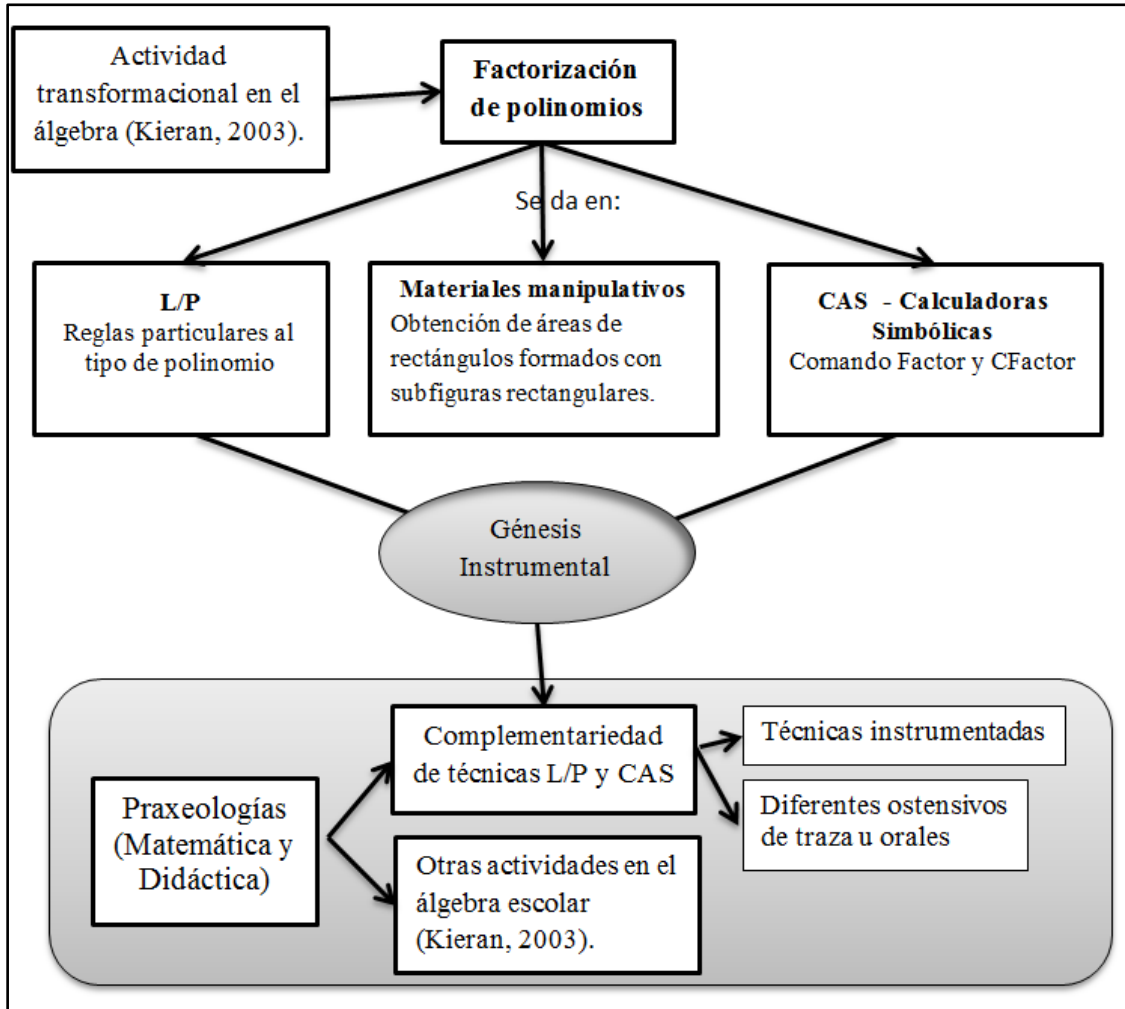 Actividad
transformacional en el
álgebra (Kieran, 2003).
Factorización
de polinomios
Se da en:
L/P
Reglas particulares al
tipo de polinomio
Materiales manipulativos
Obtención de áreas de
rectángulos formados con
subfiguras rectangulares.
CAS - Calculadoras
Simbólicas
Comando Factor y CFactor
Génesis
Instrumental
Complementariedad
de técnicas L/P y CAS
Técnicas instrumentadas
Diferentes ostensivos
de traza u orales
Praxeologías
(Matemática y
Didáctica)
Otras actividades en el
álgebra escolar
(Kieran, 2003).